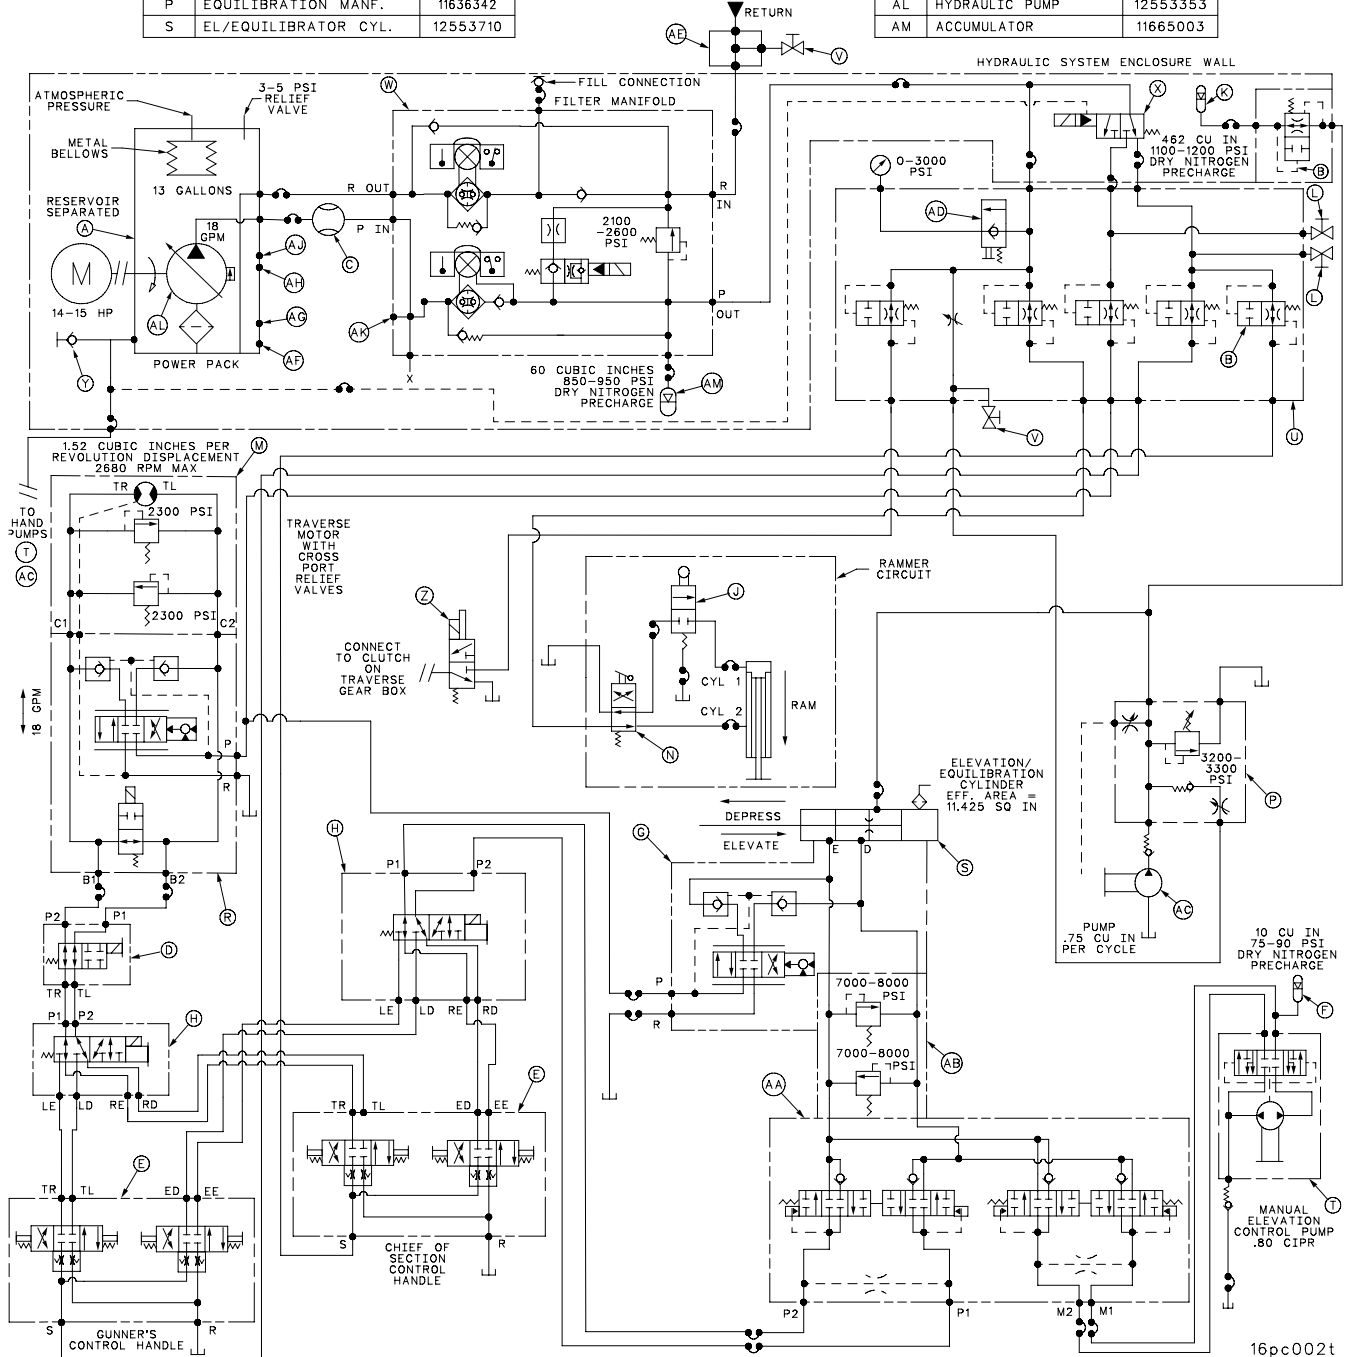 P EQUILIBRATION MANF. 11636342
S EL/EQUILIBRATOR CYL. 12553710
AL HYDRAULIC PUMP 12553353
AM ACCUMULATOR 11665003
RETURN
AE
V
HYDRAULIC SYSTEM ENCLOSURE WALL
ATMOSPHERIC
PRESSURE
3-5 PSI
RELIEF
VALVE
W
FILL CONNECTION
FILTER MANIFOLD
X
K
METAL
BELLOWS
13 GALLONS
462 CU IN
1100-1200 PSI
DRY NITROGEN
PRECHARGE
B
0-3000
PSI
RESERVOIR
SEPARATED
A
R OUT
R
IN
L
AD
18
GPM
P IN
2100
-2600
PSI
AJ
C
M
AH
L
14-15 HP
AL
AG
AK
P
OUT
AF
B
POWER PACK
Y
X
60 CUBIC INCHES
850-950 PSI
DRY NITROGEN
PRECHARGE
AM
V
U
1.52 CUBIC INCHES PER
REVOLUTION DISPLACEMENT
2680 RPM MAX
M
TR TL
2300 PSI
TO
HAND
PUMPS
T
AC
TRAVERSE
MOTOR
WITH
CROSS
PORT
RELIEF
VALVES
2300 PSI
C1 C2
RAMMER
CIRCUIT
J
Z
CONNECT
TO CLUTCH
ON
TRAVERSE
GEAR BOX
CYL 1
CYL 2
RAM
N
18 GPM
P
R
3200-
3300
PSI
P
ELEVATION/
EQUILIBRATION
CYLINDER
EFF. AREA =
11.425 SQ IN
DEPRESS
ELEVATE
E D
S
G
H
P1 P2
B1 B2
R
AC
PUMP
.75 CU IN
PER CYCLE
P2 P1
D
TR TL
10 CU IN
75-90 PSI
DRY NITROGEN
PRECHARGE
F
P
R
7000-8000
PSI
7000-8000
PSI
AB
LE LD RE RD
P1 P2
H
LE LD RE RD
E
TR TL ED EE
AA
E
TR TL ED EE
T
MANUAL
ELEVATION
CONTROL PUMP
.80 CIPR
S R
CHIEF OF
SECTION
CONTROL
HANDLE
P2 P1 M2 M1
S R
GUNNER'S
CONTROL HANDLE
16pc002t